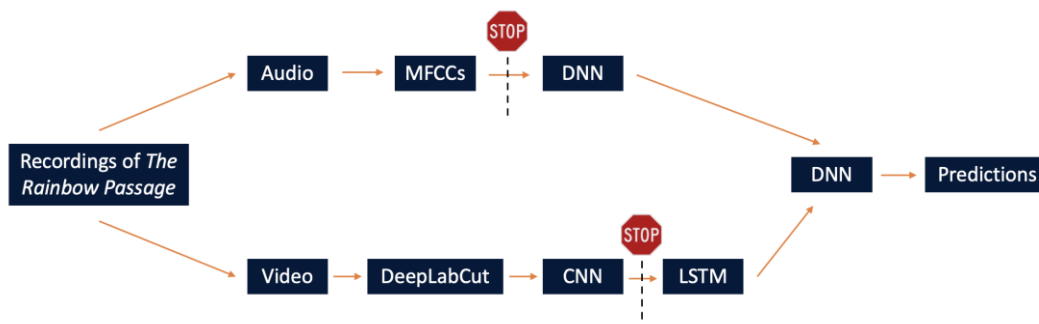 STOP
Audio
MFCCs
DNN
Recordings of The
Rainbow Passage
DNN
Predictions
STOP
Video
DeepLabCut
CNN
LSTM